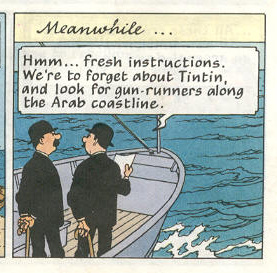 Meanwhile ...
Hmm... fresh instructions.
We're to forget about Tintin,
and look for gun-runners along
the Arab coastline.